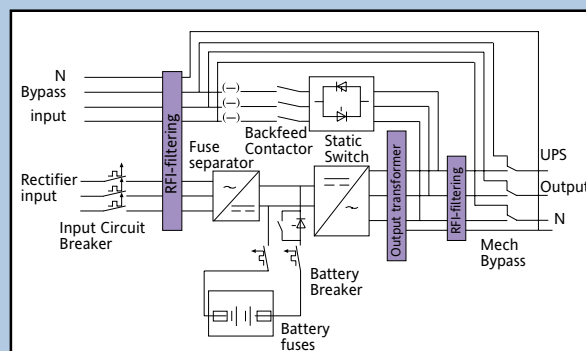 N
Bypass
input
Fuse
separator
Backfeed
Contactor
Static
Switch
RFI-filtering
Rectifier
input
Input Circuit
Breaker
Output transformer
RFI-filtering
UPS
Output
N
Mech
Bypass
Battery
Breaker
Battery
fuses